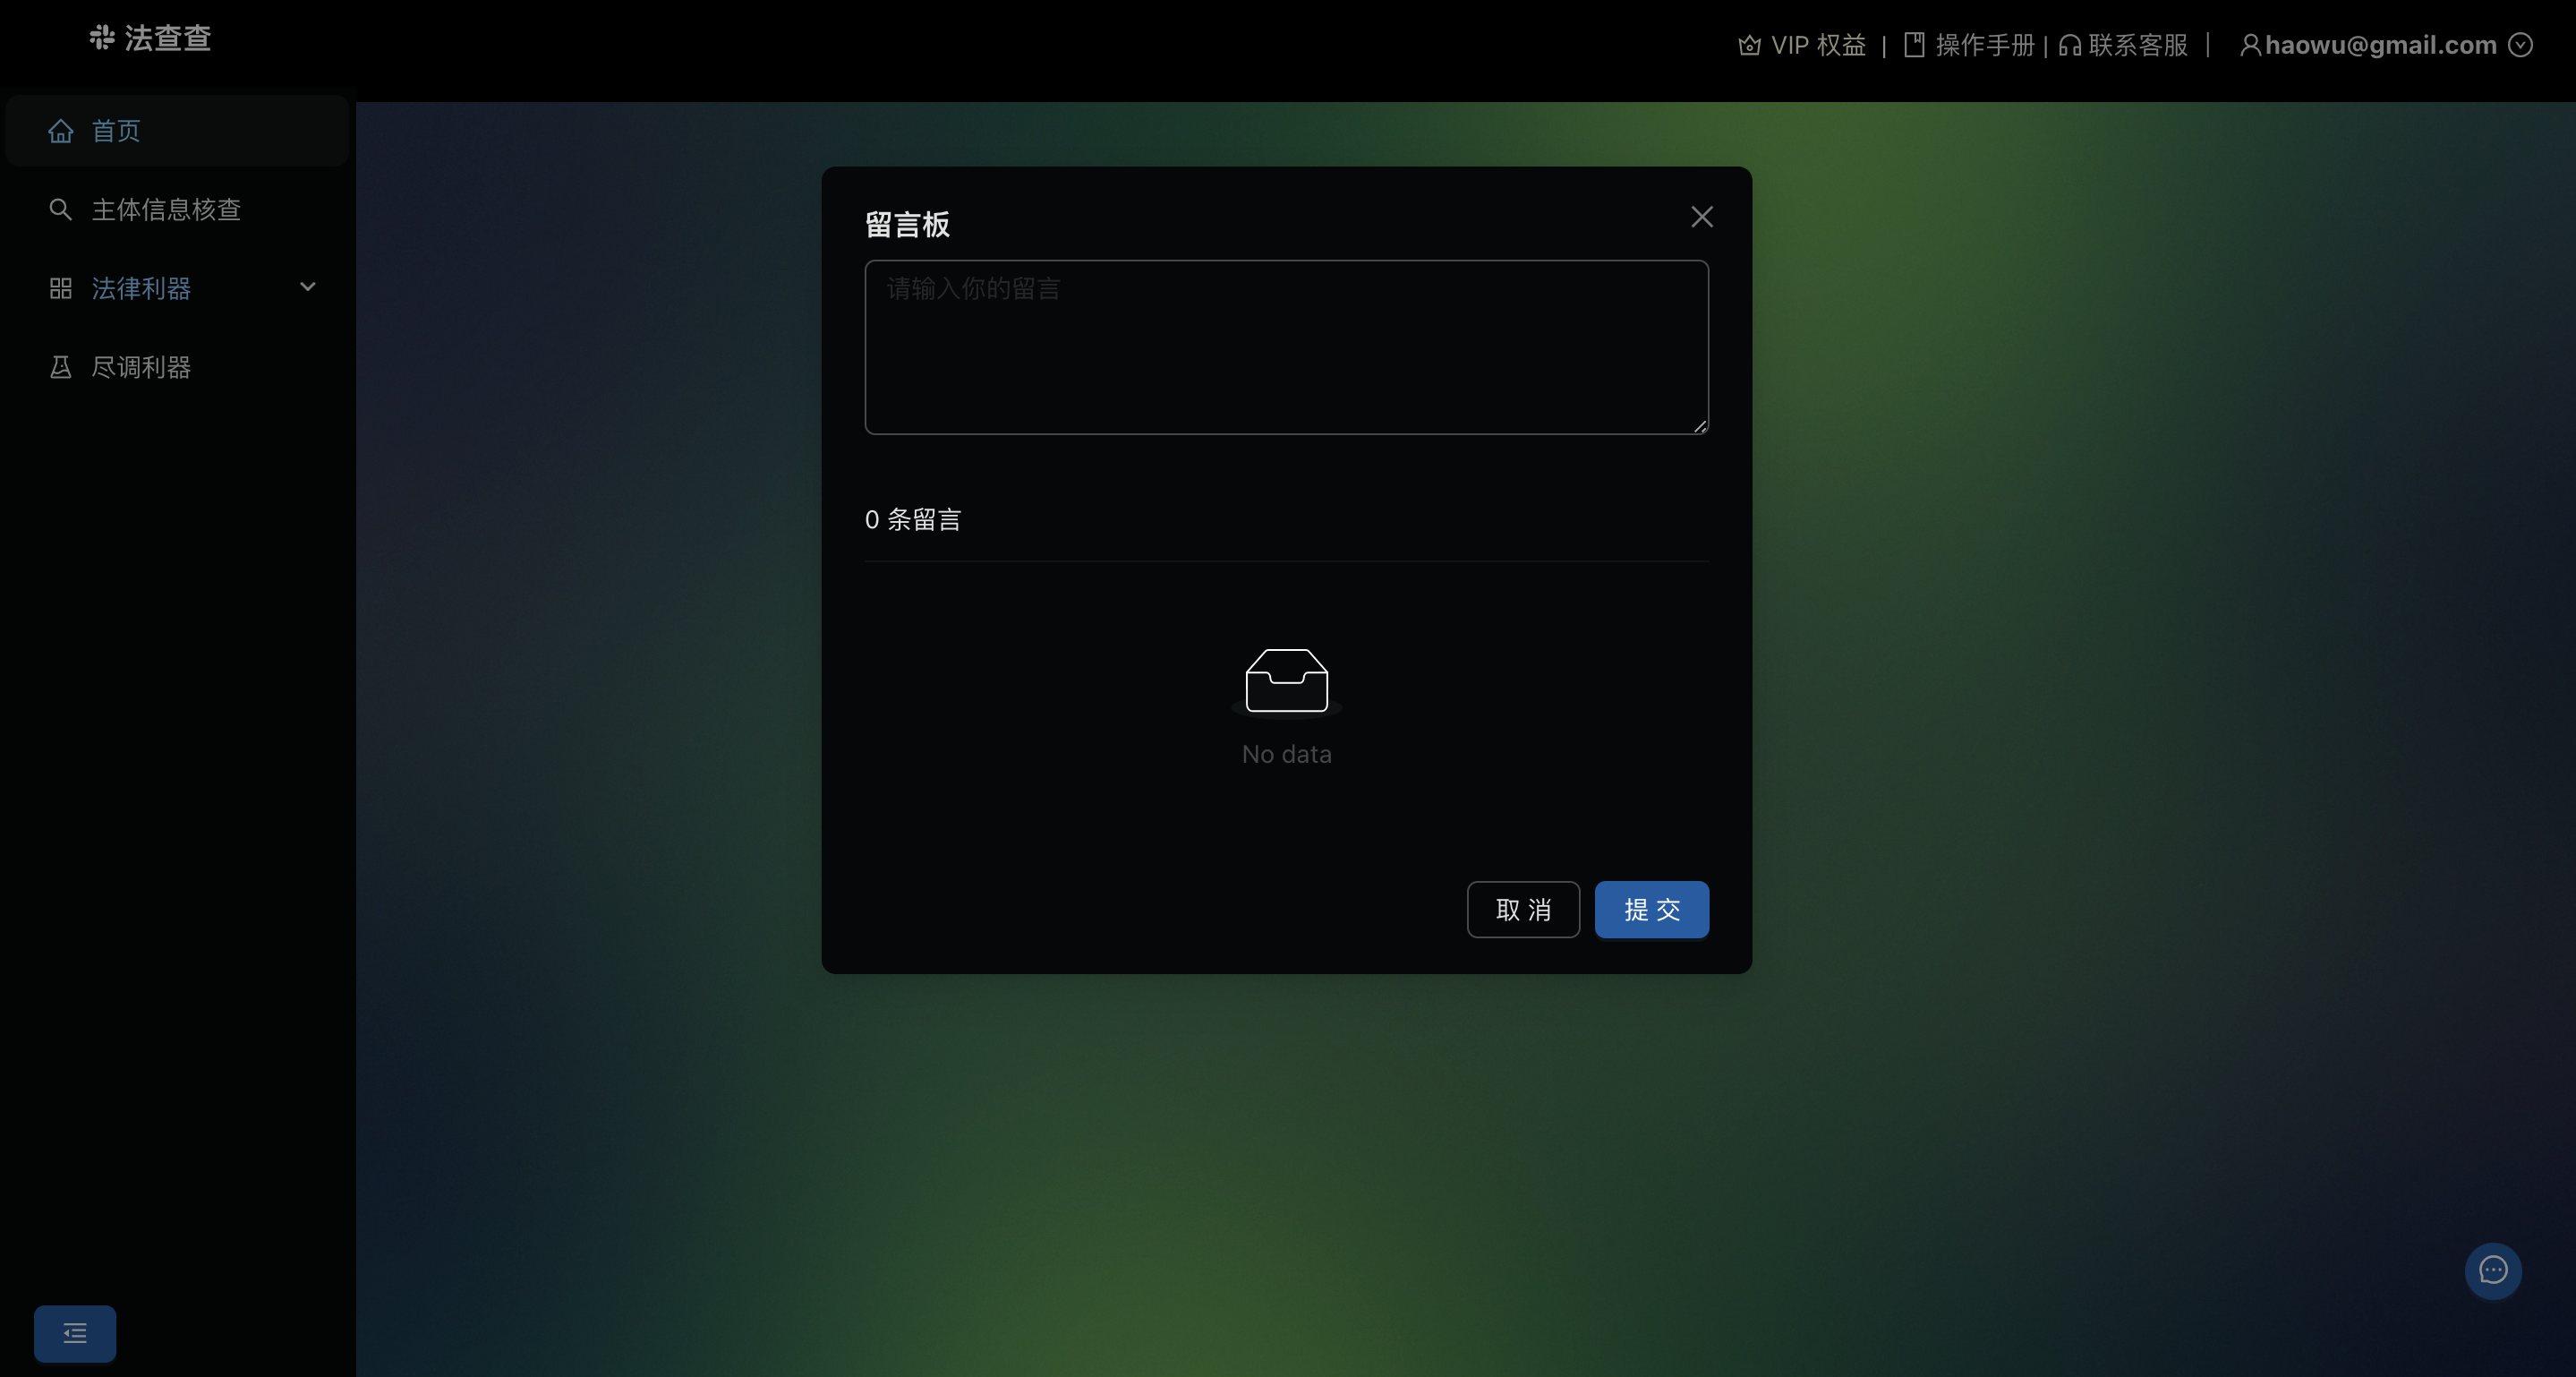 法查查
VIP 权益 | 操作手册 | 联系客服 | haowu@gmail.com
首页
主体信息核查
法律利器
尽调利器
留言板
请输入你的留言
0 条留言
No data
取 消
提 交